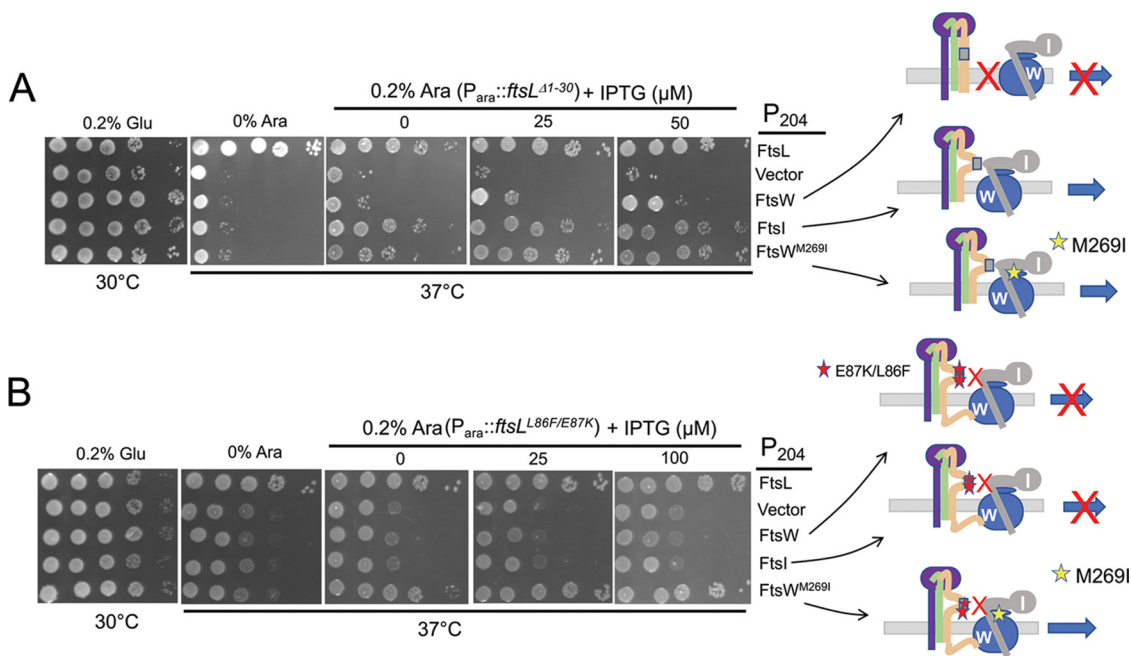 A
0.2% Ara (Para::ftsLΔ1-30) + IPTG (μM)
0.2% Glu
0% Ara
0
25
50
P204
FtsL
Vector
FtsW
FtsI
FtsWM269I
30°C
37°C
I
W
I
W
M269I
I
W
B
0.2% Ara (Para::ftsLL86F/E87K) + IPTG (μM)
0.2% Glu
0% Ara
0
25
100
P204
FtsL
Vector
FtsW
FtsI
FtsWM269I
30°C
37°C
E87K/L86F
I
W
I
W
M269I
I
W